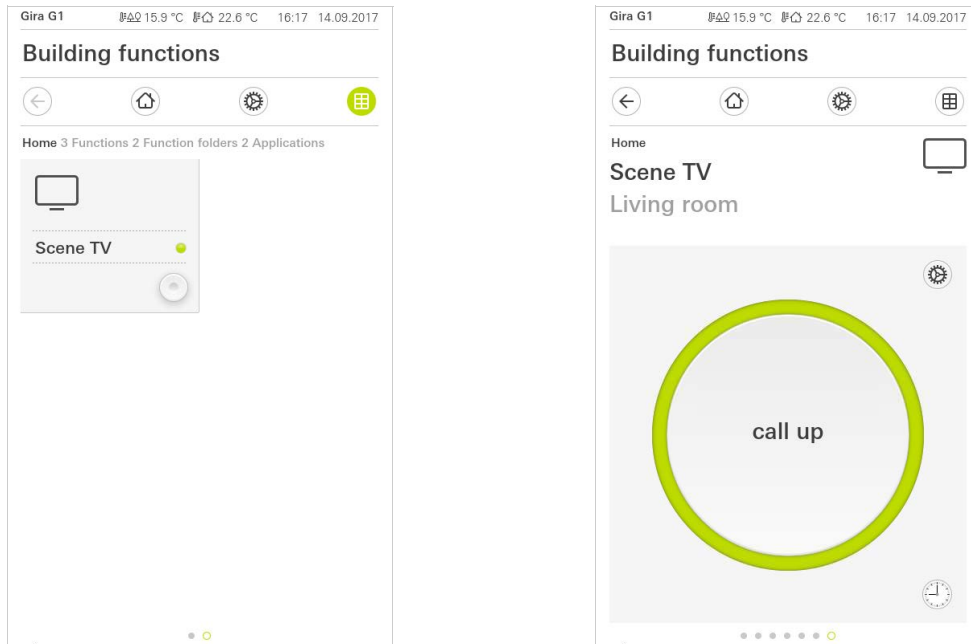 Gira G1 15.9 °C 22.6 °C 16:17 14.09.2017
Building functions
Home 3 Functions 2 Function folders 2 Applications
Scene TV
Gira G1 15.9 °C 22.6 °C 16:17 14.09.2017
Building functions
Home
Scene TV
Living room
call up